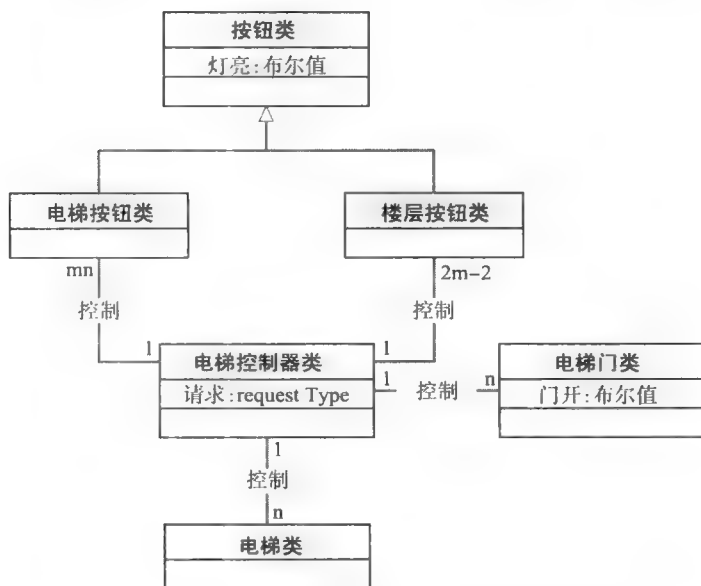 按钮类
灯亮:布尔值
电梯按钮类
楼层按钮类
mn
2m-2
控制
控制
1
电梯控制器类
1
电梯门类
请求:request Type
1
控制
n
门开:布尔值
1
控制
n
电梯类